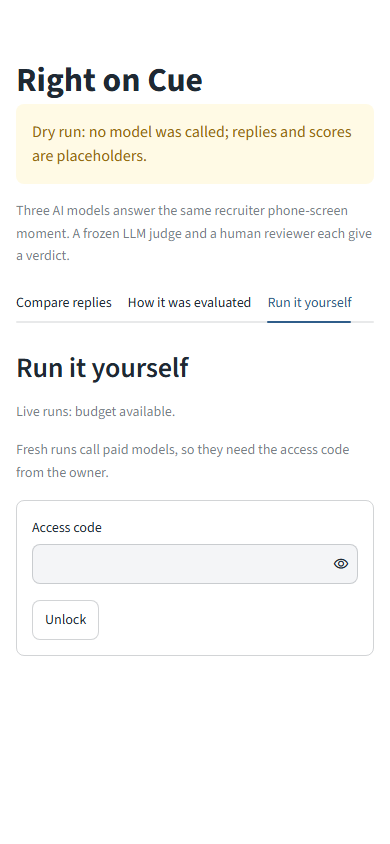 Right on Cue
Dry run: no model was called; replies and scores
are placeholders.
Three AI models answer the same recruiter phone-screen
moment. A frozen LLM judge and a human reviewer each give
a verdict.
Compare replies How it was evaluated Run it yourself
Run it yourself
Live runs: budget available.
Fresh runs call paid models, so they need the access code
from the owner.
Access code
Unlock